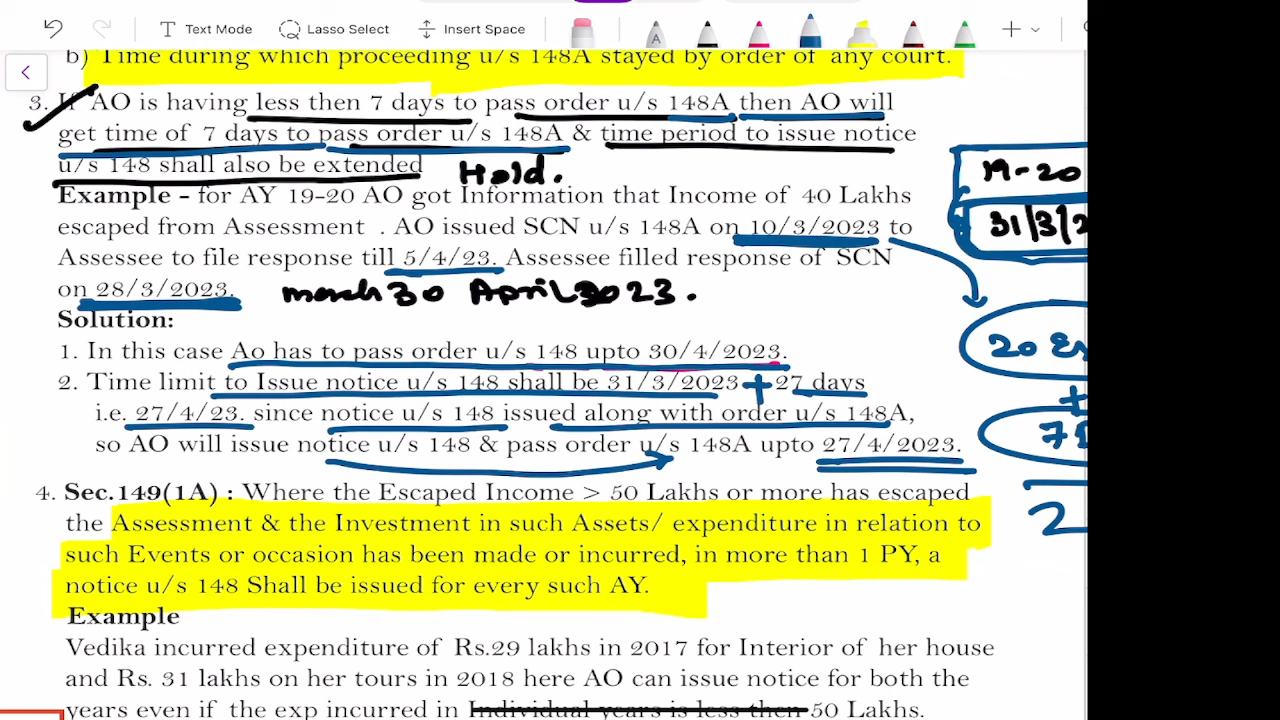 Text Mode
Lasso Select
Insert Space
b) Time during which proceeding u/s 148A stayed by order of any court.
3. If AO is having less then 7 days to pass order u/s 148A then AO will
get time of 7 days to pass order u/s 148A & time period to issue notice
u/s 148 shall also be extended
Hold.
Example - for AY 19-20 AO got Information that Income of 40 Lakhs
escaped from Assessment . AO issued SCN u/s 148A on 10/3/2023 to
Assessee to file response till 5/4/23. Assessee filled response of SCN
on 28/3/2023.
march 30 April 2023.
Solution:
1. In this case Ao has to pass order u/s 148 upto 30/4/2023.
2. Time limit to Issue notice u/s 148 shall be 31/3/2023 + 27 days
i.e. 27/4/23. since notice u/s 148 issued along with order u/s 148A,
so AO will issue notice u/s 148 & pass order u/s 148A upto 27/4/2023.
19-20
31/3/2
20
+
7
2
4. Sec.149(1A) : Where the Escaped Income > 50 Lakhs or more has escaped
the Assessment & the Investment in such Assets/ expenditure in relation to
such Events or occasion has been made or incurred, in more than 1 PY, a
notice u/s 148 Shall be issued for every such AY.
Example
Vedika incurred expenditure of Rs.29 lakhs in 2017 for Interior of her house
and Rs. 31 lakhs on her tours in 2018 here AO can issue notice for both the
years even if the exp incurred in Individual years is less then 50 Lakhs.